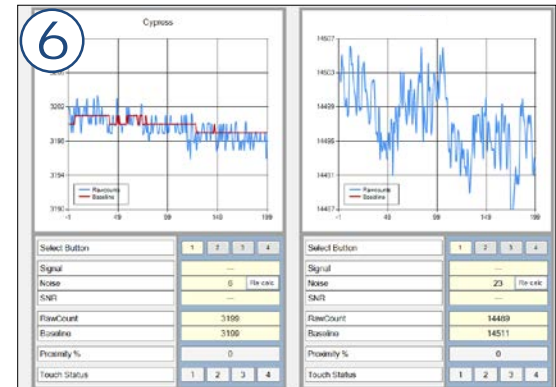 6
Cypress
3202
3198
3194
3190
-1 49 99 149 199
Rawcounts
Baseline
Select Button 1 2 3 4
Signal ---
Noise 6 Re-calc
SNR ---
RawCount 3199
Baseline 3199
Proximity % 0
Touch Status 1 2 3 4
14507
14503
14499
14495
14491
14487
-1 49 99 149 199
Rawcounts
Baseline
Select Button 1 2 3 4
Signal ---
Noise 23 Re-calc
SNR ---
RawCount 14489
Baseline 14511
Proximity % 0
Touch Status 1 2 3 4